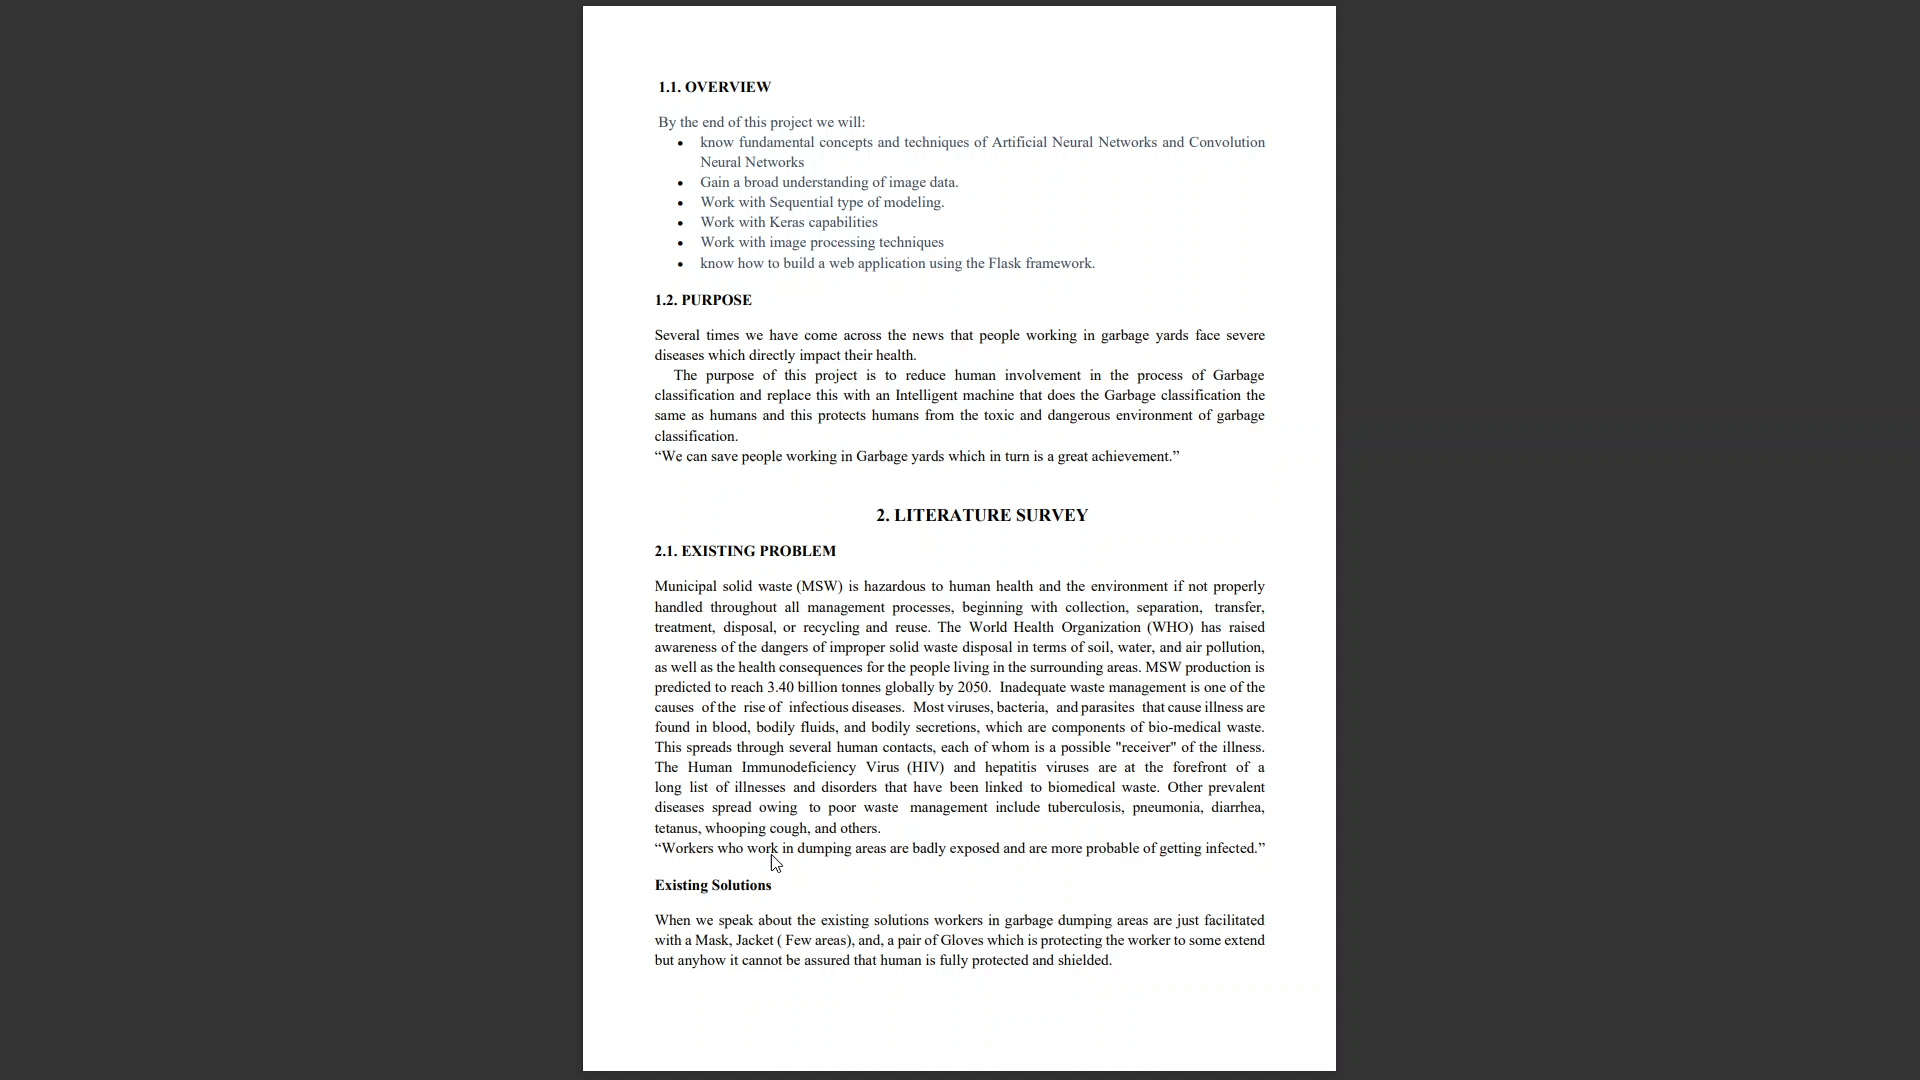 1.1. OVERVIEW
By the end of this project we will:
• know fundamental concepts and techniques of Artificial Neural Networks and Convolution
Neural Networks
• Gain a broad understanding of image data.
• Work with Sequential type of modeling.
• Work with Keras capabilities
• Work with image processing techniques
• know how to build a web application using the Flask framework.
1.2. PURPOSE
Several times we have come across the news that people working in garbage yards face severe
diseases which directly impact their health.
The purpose of this project is to reduce human involvement in the process of Garbage
classification and replace this with an Intelligent machine that does the Garbage classification the
same as humans and this protects humans from the toxic and dangerous environment of garbage
classification.
“We can save people working in Garbage yards which in turn is a great achievement.”
2. LITERATURE SURVEY
2.1. EXISTING PROBLEM
Municipal solid waste (MSW) is hazardous to human health and the environment if not properly
handled throughout all management processes, beginning with collection, separation, transfer,
treatment, disposal, or recycling and reuse. The World Health Organization (WHO) has raised
awareness of the dangers of improper solid waste disposal in terms of soil, water, and air pollution,
as well as the health consequences for the people living in the surrounding areas. MSW production is
predicted to reach 3.40 billion tonnes globally by 2050. Inadequate waste management is one of the
causes of the rise of infectious diseases. Most viruses, bacteria, and parasites that cause illness are
found in blood, bodily fluids, and bodily secretions, which are components of bio-medical waste.
This spreads through several human contacts, each of whom is a possible "receiver" of the illness.
The Human Immunodeficiency Virus (HIV) and hepatitis viruses are at the forefront of a
long list of illnesses and disorders that have been linked to biomedical waste. Other prevalent
diseases spread owing to poor waste management include tuberculosis, pneumonia, diarrhea,
tetanus, whooping cough, and others.
“Workers who work in dumping areas are badly exposed and are more probable of getting infected.”
Existing Solutions
When we speak about the existing solutions workers in garbage dumping areas are just facilitated
with a Mask, Jacket ( Few areas), and, a pair of Gloves which is protecting the worker to some extend
but anyhow it cannot be assured that human is fully protected and shielded.